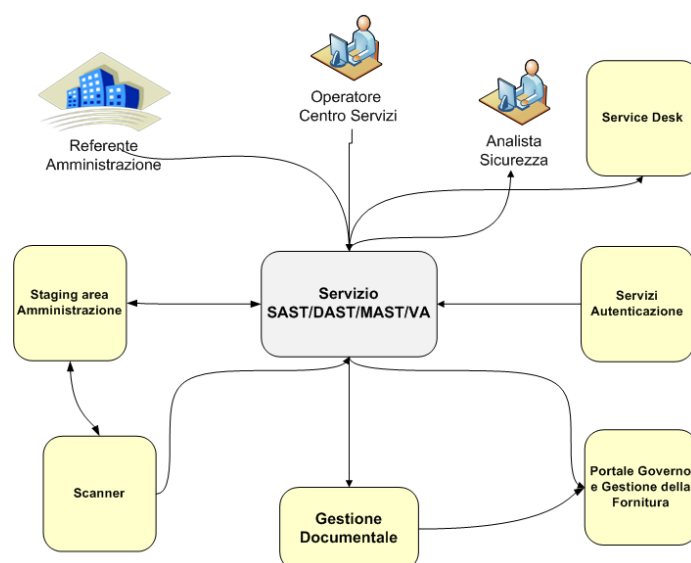 Operatore
Centro Servizi
Referente
Amministrazione
Analista
Sicurezza
Service Desk
Staging area
Amministrazione
Servizio
SAST/DAST/MAST/VA
Servizi
Autenticazione
Scanner
Gestione
Documentale
Portale Governo
e Gestione della
Fornitura